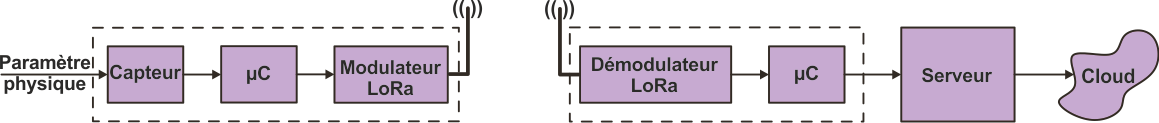 Paramètre
physique
Capteur
µC
Modulateur
LoRa
((  ))
((  ))
Démodulateur
LoRa
µC
Serveur
Cloud